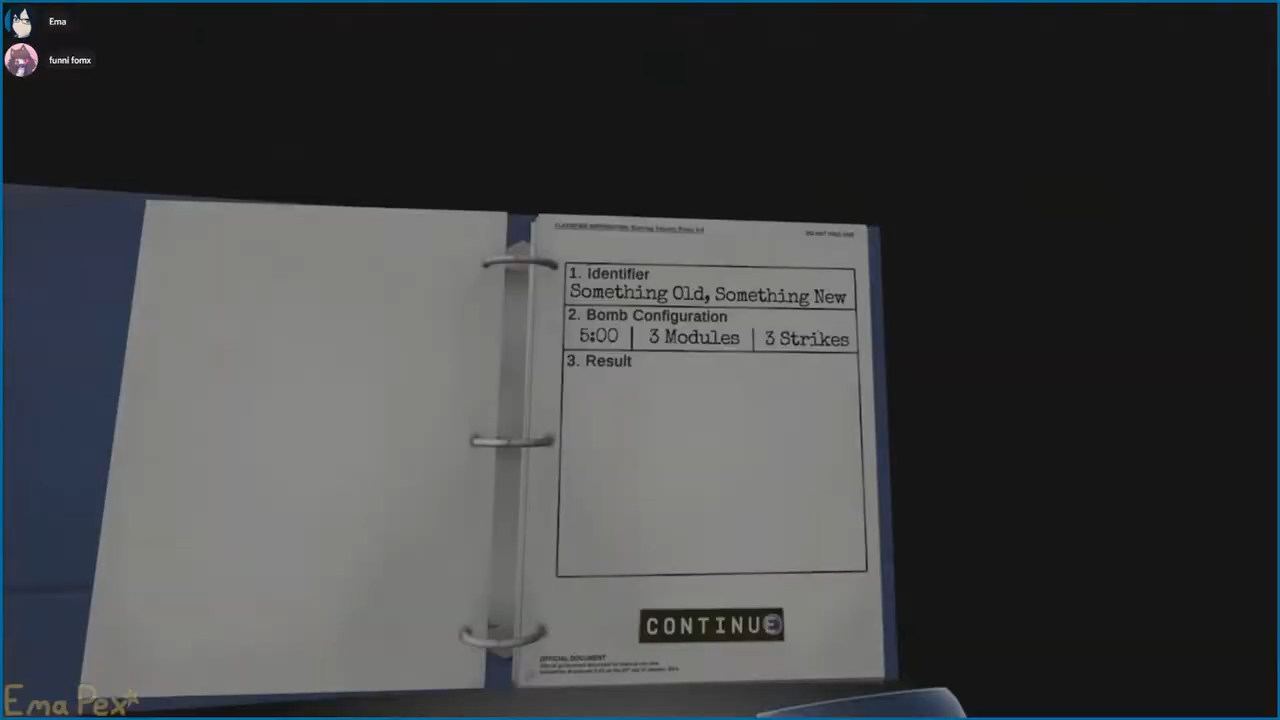 Ema
funni fomx
1. Identifier
Something Old, Something New
2. Bomb Configuration
5:00 | 3 Modules | 3 Strikes
3. Result
CONTINUE
OFFICIAL DOCUMENT
Ema Pex*